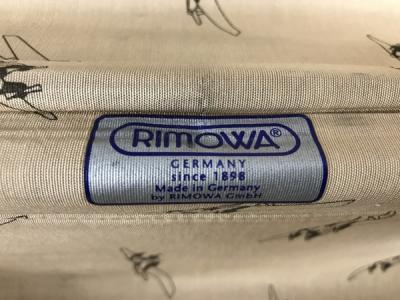 RIMOWA®
GERMANY
since 1898
Made in Germany
by RIMOWA GmbH